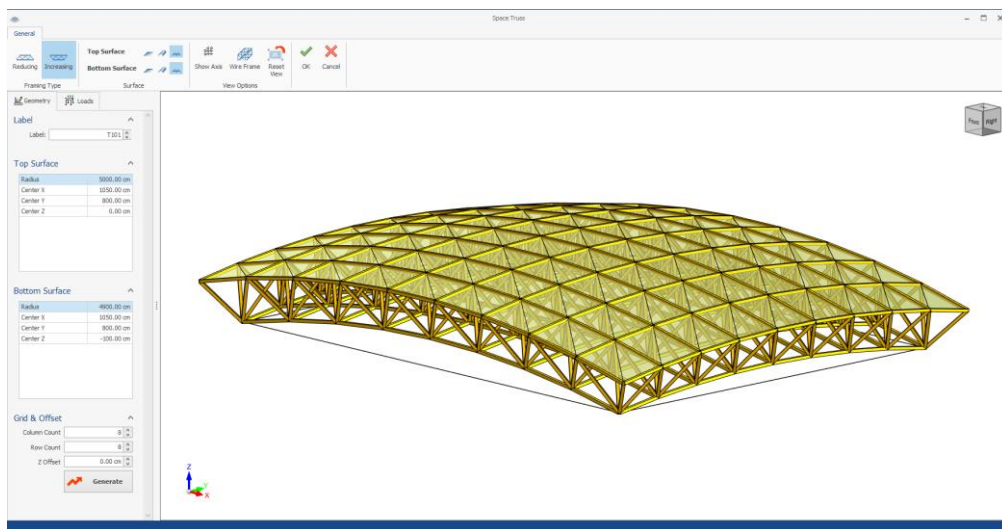 Space Truss
General
Reducing Increasing
Top Surface
Bottom Surface
Show Axis Wire Frame Reset View
OK Cancel
Framing Type Surface View Options
Geometry Loads
Label
Label: T101
Top Surface
Radius 5000.00 cm
Center X 1050.00 cm
Center Y 800.00 cm
Center Z 0.00 cm
Bottom Surface
Radius 4900.00 cm
Center X 1050.00 cm
Center Y 800.00 cm
Center Z -100.00 cm
Grid & Offset
Column Count 8
Row Count 8
Z Offset 0.00 cm
Generate
Front Right
Z
Y
X